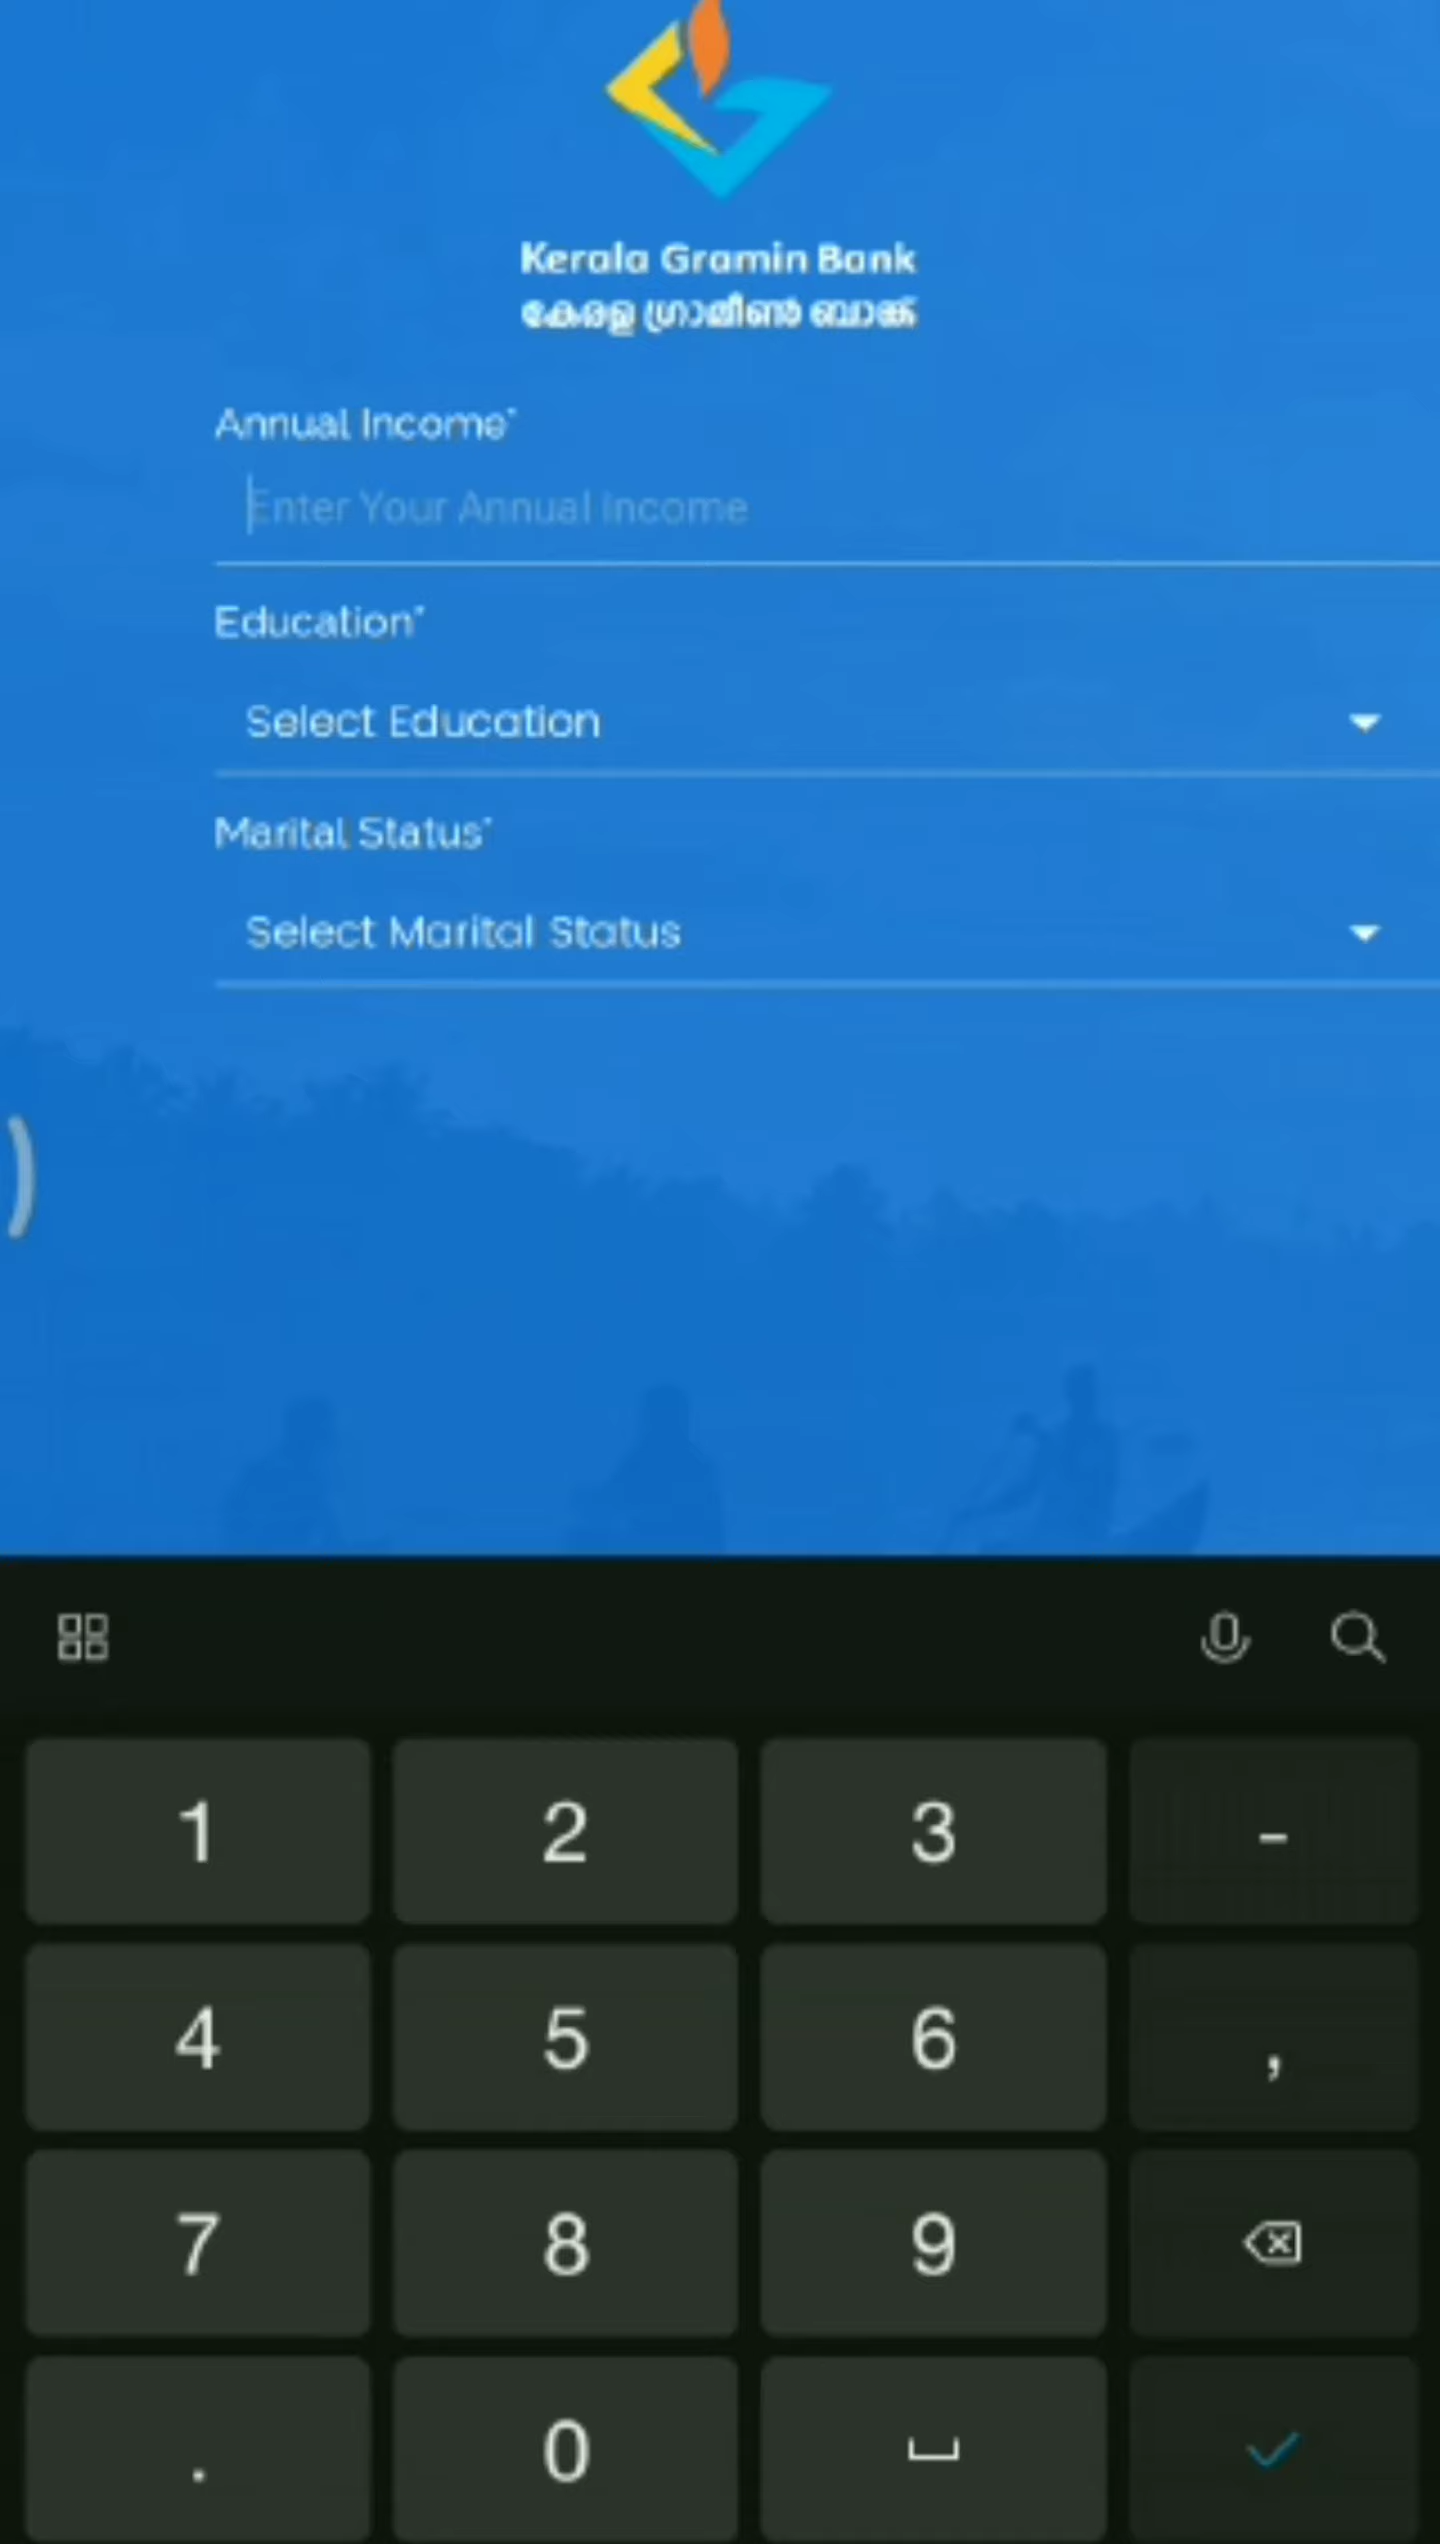 Kerala Gramin Bank
കേരള ഗ്രാമീൺ ബാങ്ക്
Annual Income*
Enter Your Annual Income
Education*
Select Education
Marital Status*
Select Marital Status
1 2 3 -
4 5 6 ,
7 8 9
. 0